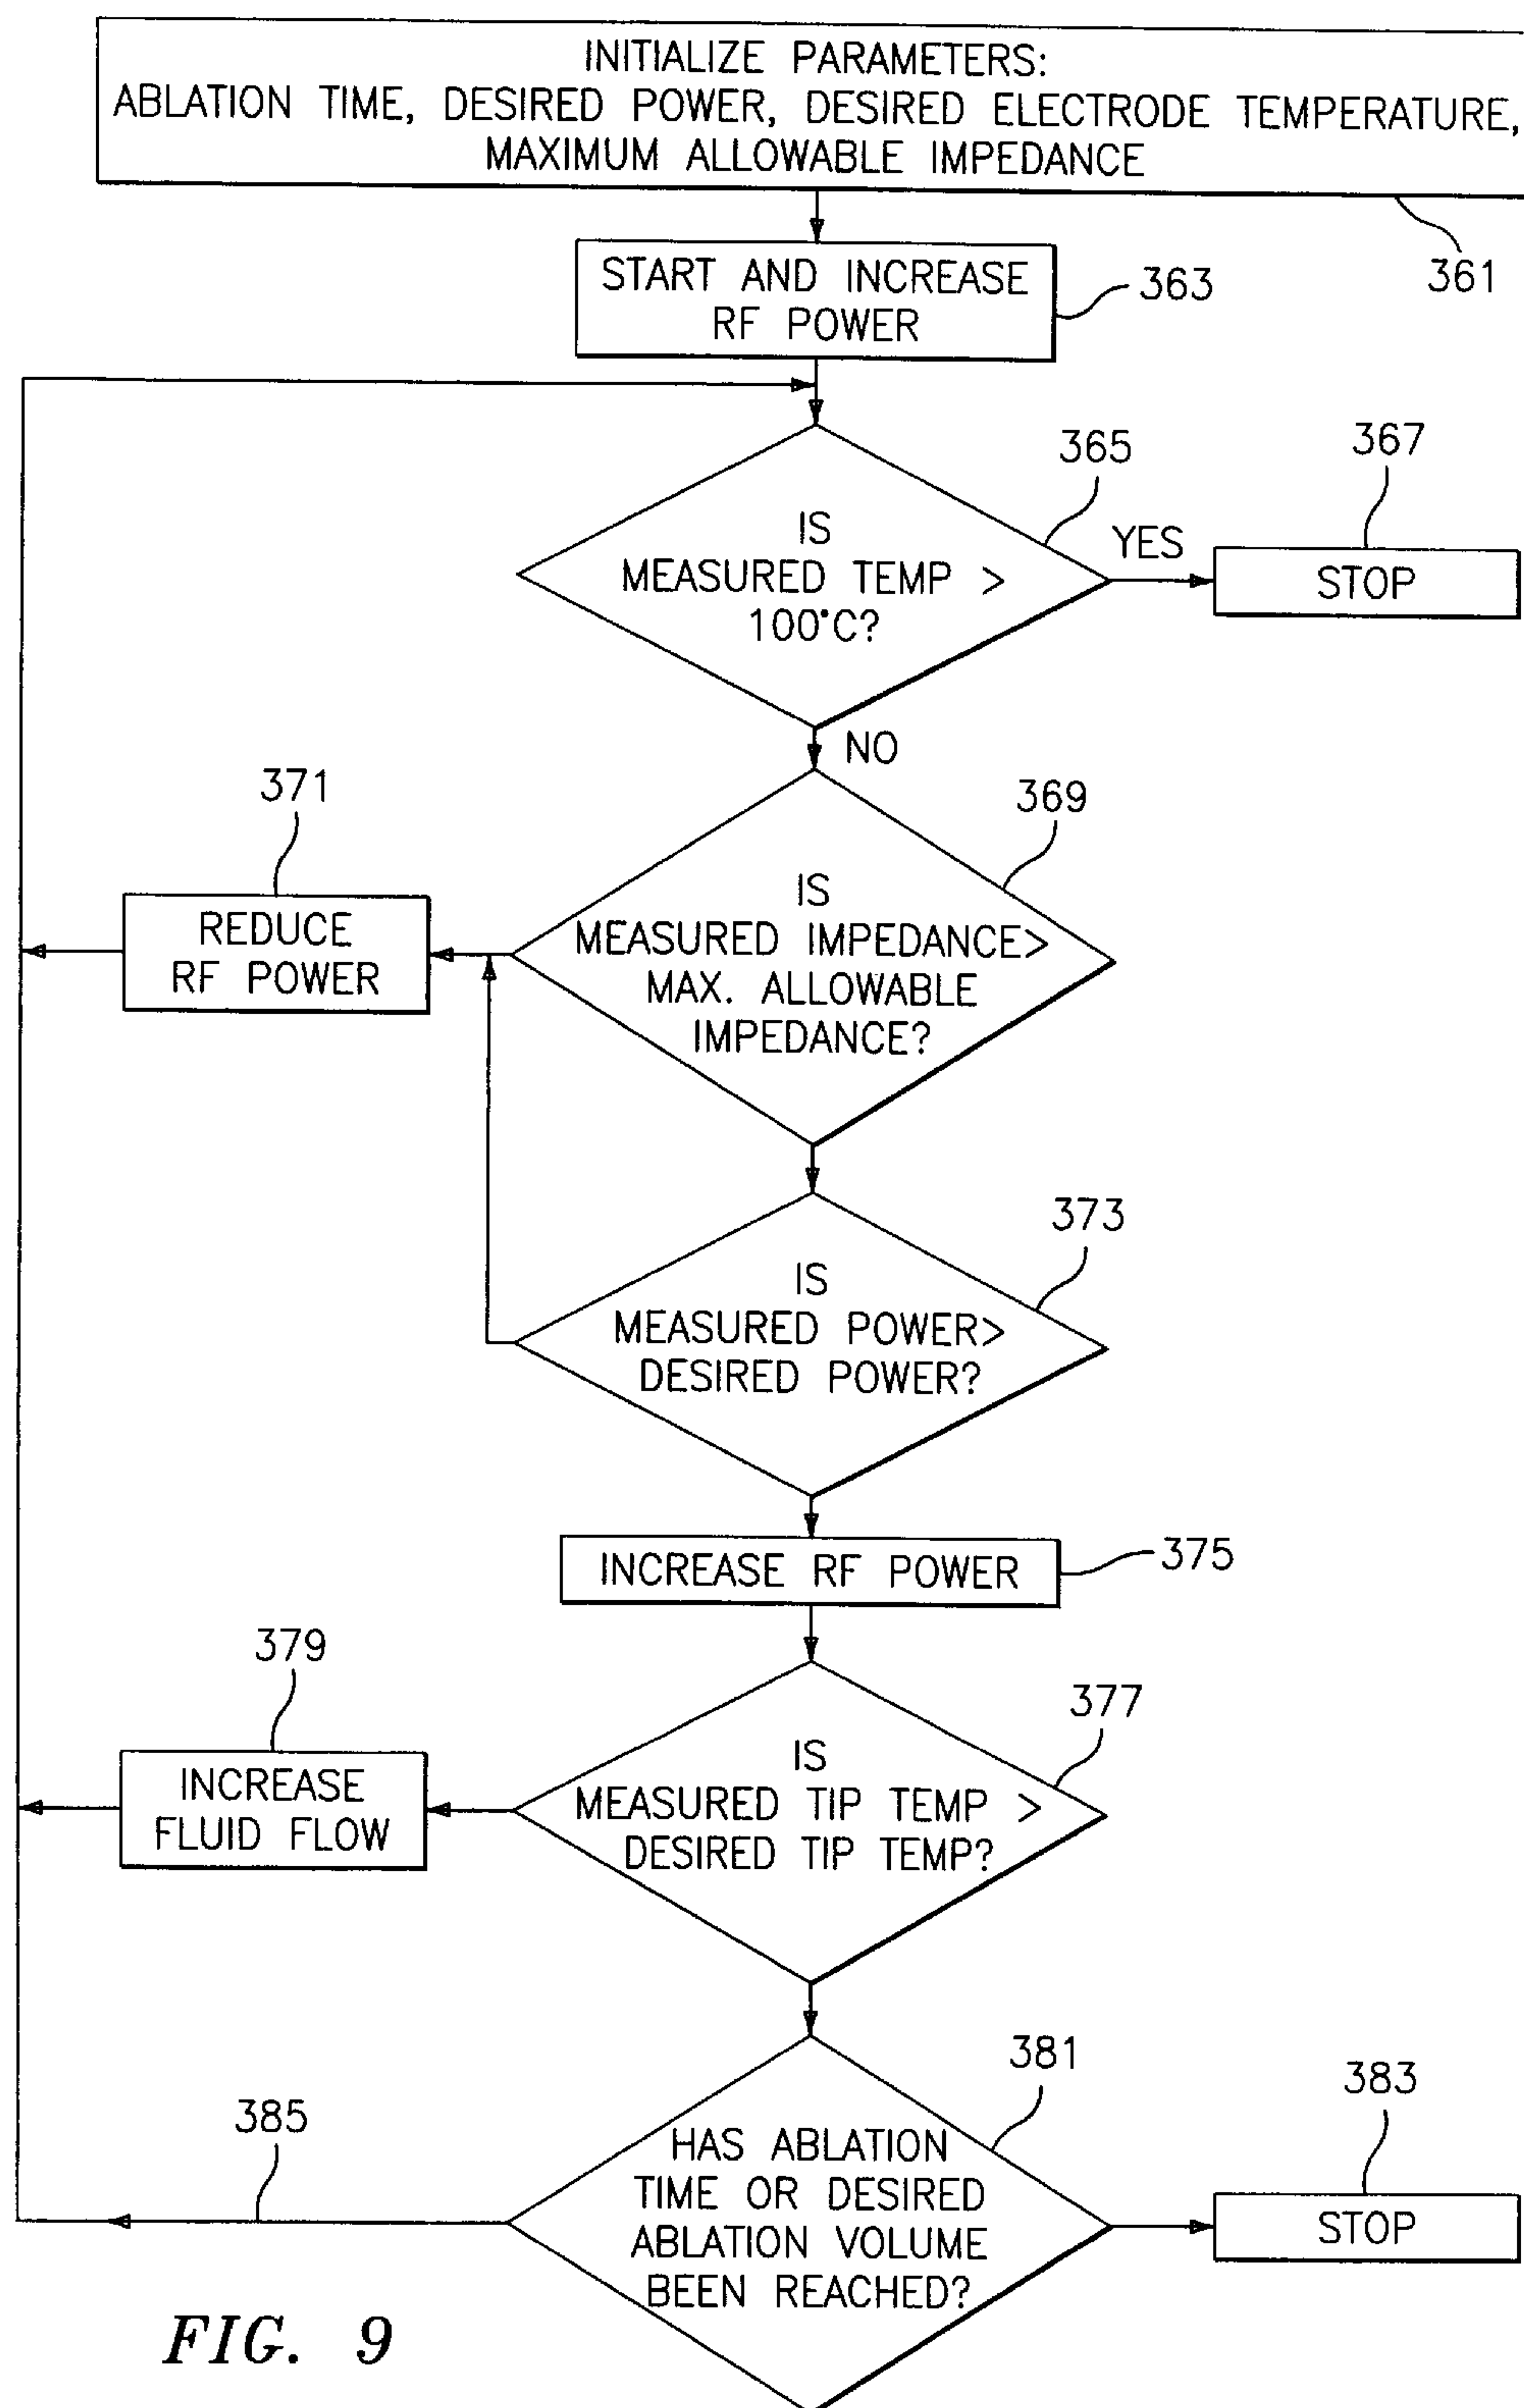 INITIALIZE PARAMETERS:
ABLATION TIME, DESIRED POWER, DESIRED ELECTRODE TEMPERATURE,
MAXIMUM ALLOWABLE IMPEDANCE
361
START AND INCREASE
RF POWER
363
365
367
IS
MEASURED TEMP >
100°C?
YES
STOP
NO
371
369
REDUCE
RF POWER
IS
MEASURED IMPEDANCE>
MAX. ALLOWABLE
IMPEDANCE?
373
IS
MEASURED POWER>
DESIRED POWER?
INCREASE RF POWER
375
379
377
INCREASE
FLUID FLOW
IS
MEASURED TIP TEMP >
DESIRED TIP TEMP?
381
383
385
HAS ABLATION
TIME OR DESIRED
ABLATION VOLUME
BEEN REACHED?
STOP
FIG. 9